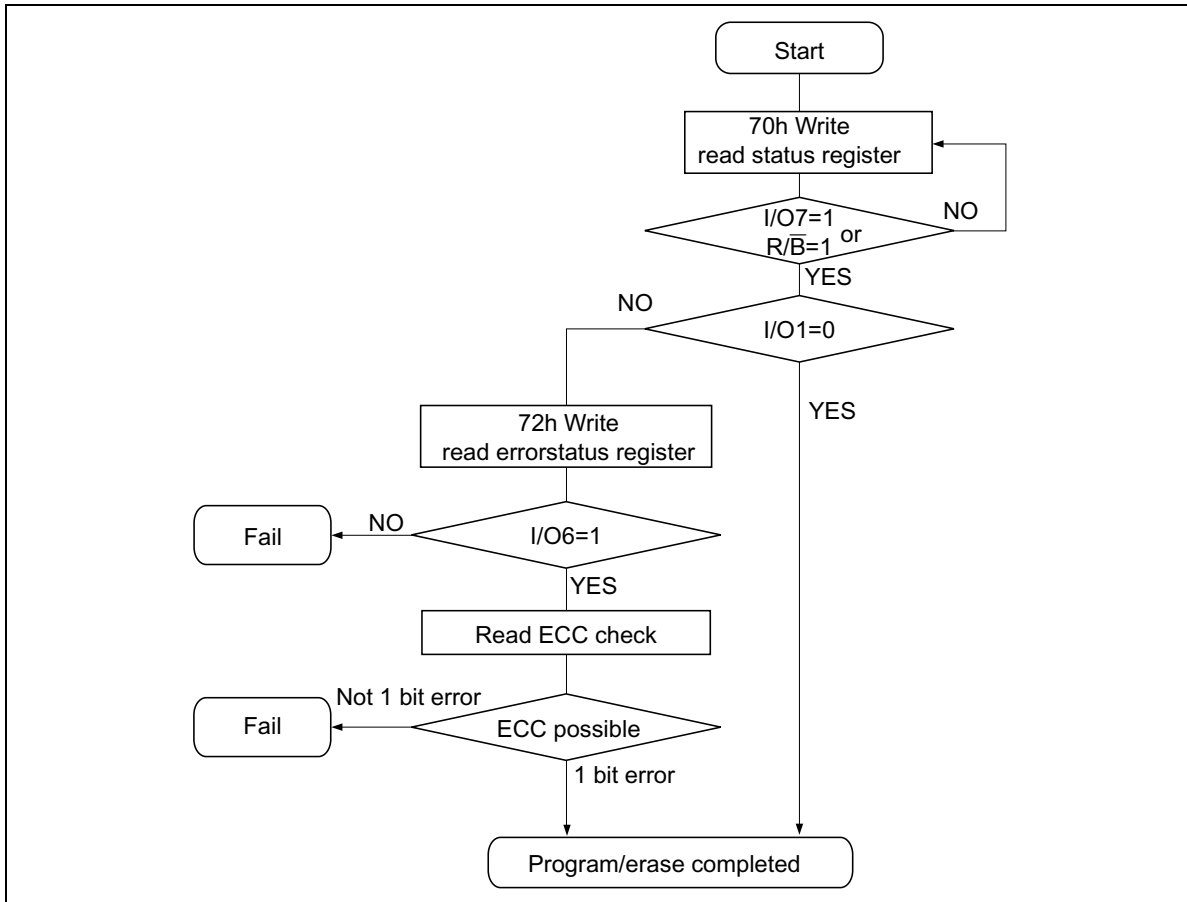 Start
70h Write
read status register
I/O7=1
or
R/B̅=1
NO
YES
NO
I/O1=0
YES
72h Write
read errorstatus register
Fail
NO
I/O6=1
YES
Read ECC check
Not 1 bit error
Fail
ECC possible
1 bit error
Program/erase completed